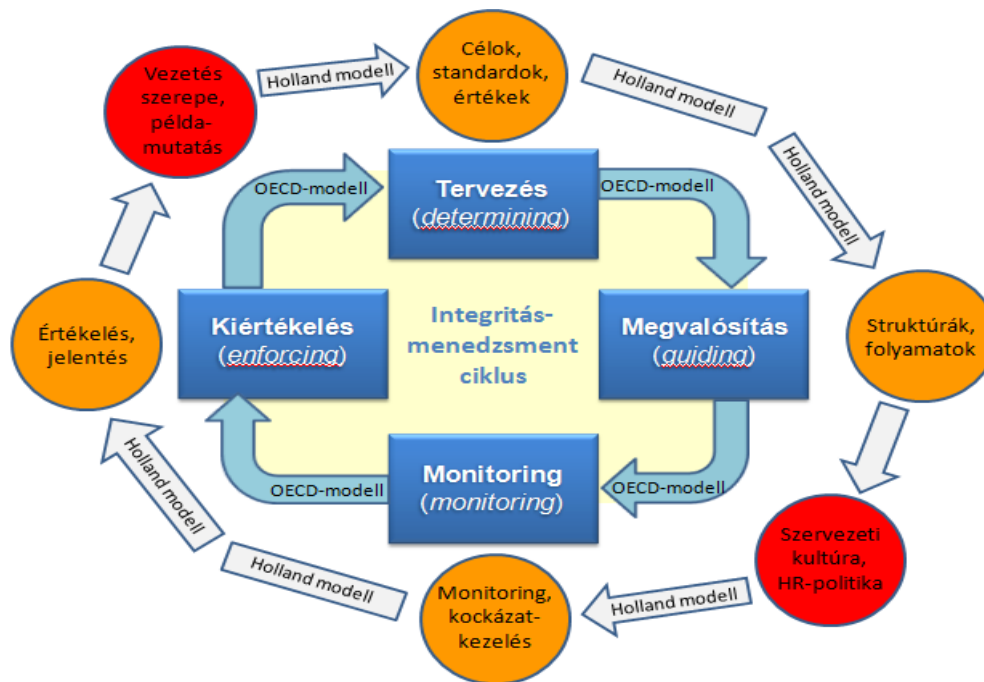 Célok,
standardok,
értékek
Vezetés
szerepe,
példa-
mutatás
Holland modell
Holland modell
Holland modell
OECD-modell
Tervezés
(determining)
OECD-modell
Értékelés,
jelentés
Kiértékelés
(enforcing)
Integritás-
menedzsment
ciklus
Megvalósítás
(guiding)
Struktúrák,
folyamatok
Holland modell
OECD-modell
Monitoring
(monitoring)
OECD-modell
Szervezeti
kultúra,
HR-politika
Holland modell
Monitoring,
kockázat-
kezelés
Holland modell